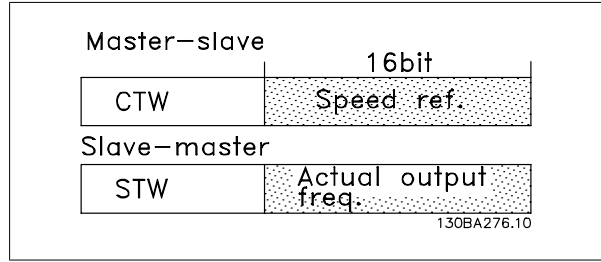 Master-slave
16bit
CTW
Speed ref.
Slave-master
STW
Actual output
freq.
130BA276.10